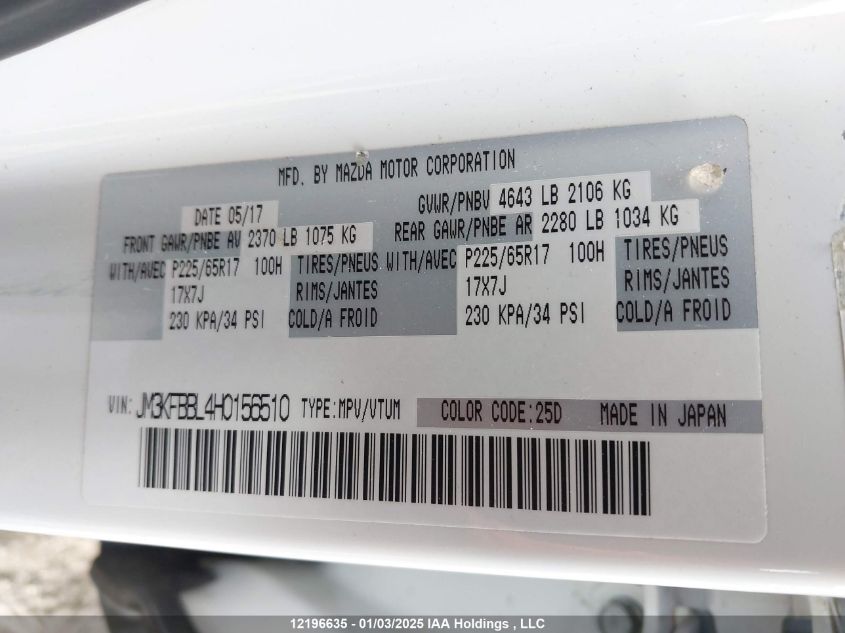 MFD. BY MAZDA MOTOR CORPORATION
DATE 05/17 GVWR/PNBV 4643 LB 2106 KG
FRONT GAWR/PNBE AV 2370 LB 1075 KG REAR GAWR/PNBE AR 2280 LB 1034 KG
WITH/AVEC P225/65R17 100H TIRES/PNEUS WITH/AVEC P225/65R17 100H TIRES/PNEUS
17X7J RIMS/JANTES 17X7J RIMS/JANTES
230 KPA/34 PSI COLD/A FROID 230 KPA/34 PSI COLD/A FROID
VIN: JM3KFBBL4H0156510 TYPE:MPV/VTUM COLOR CODE:25D MADE IN JAPAN
12196635 - 01/03/2025 IAA Holdings , LLC